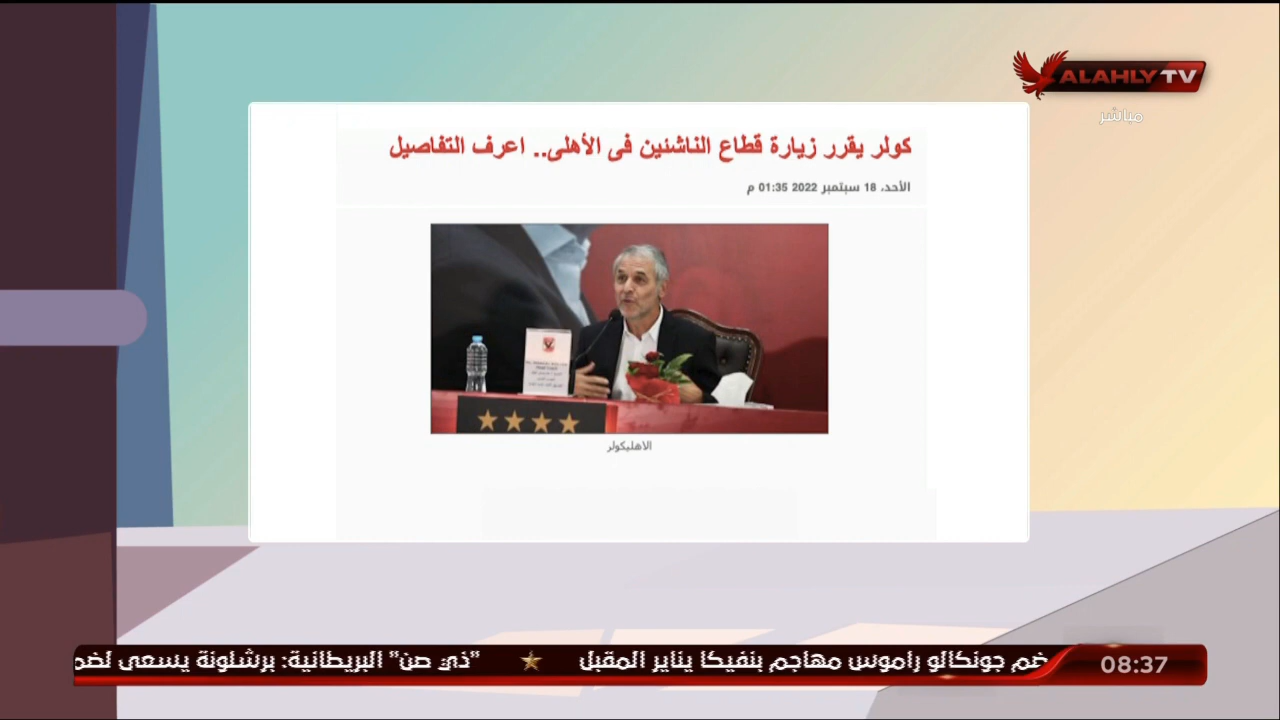 ALAHLY TV
مباشر
كولر يقرر زيارة قطاع الناشئين فى الأهلى.. اعرف التفاصيل
الأحد، 18 سبتمبر 2022 01:35 م
الاهليكولر
ضم جونكالو راموس مهاجم بنفيكا يناير المقبل ★ "ذي صن" البريطانية: برشلونة يسعى لضم
08:37